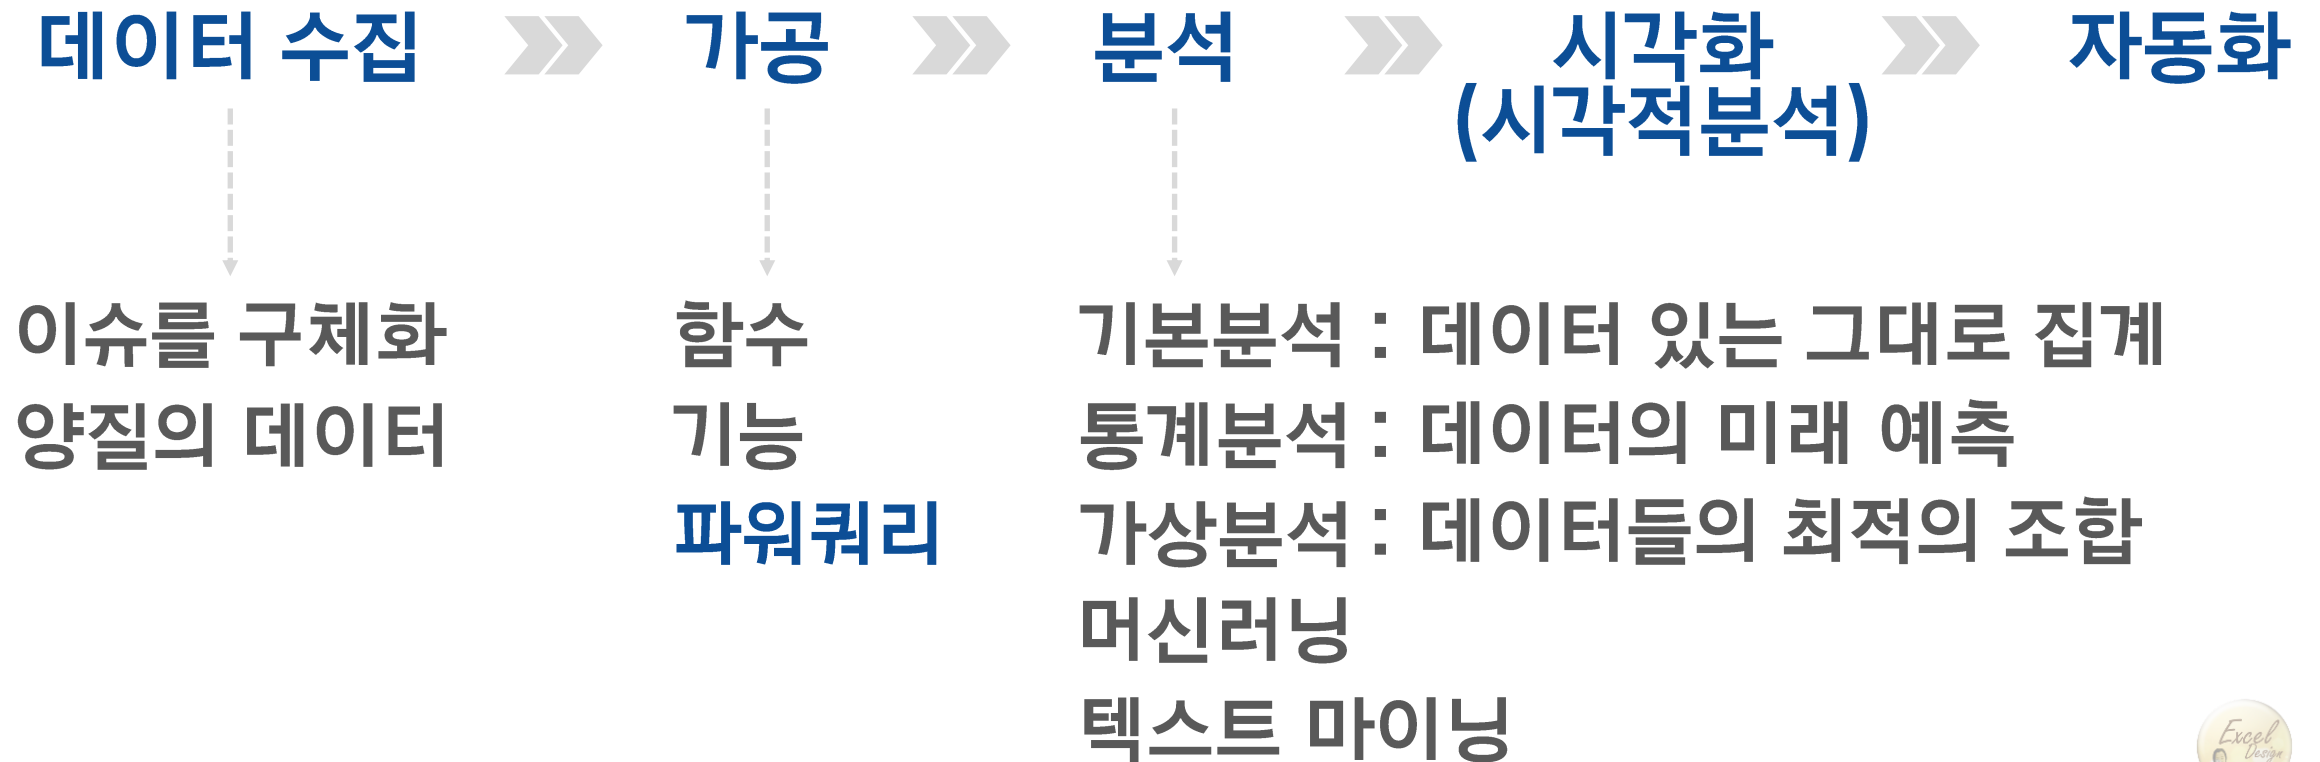 데이터 수집
가공
분석
시각화
(시각적분석)
자동화
이슈를 구체화
양질의 데이터
함수
기능
파워쿼리
기본분석 : 데이터 있는 그대로 집계
통계분석 : 데이터의 미래 예측
가상분석 : 데이터들의 최적의 조합
머신러닝
텍스트 마이닝
Excel
Design